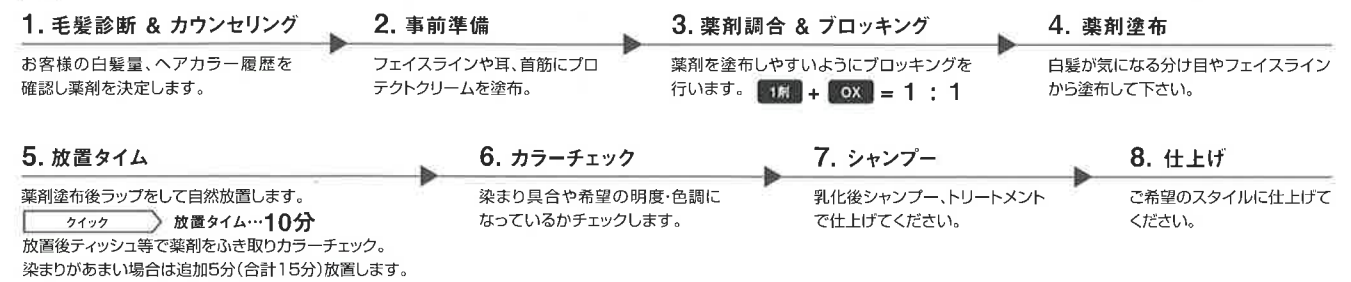 1. 毛髪診断 & カウンセリング
お客様の白髪量、ヘアカラー履歴を
確認し薬剤を決定します。
2. 事前準備
フェイスラインや耳、首筋にプロ
テクトクリームを塗布。
3. 薬剤調合 & ブロッキング
薬剤を塗布しやすいようにブロッキングを
行います。 1剤 + OX = 1 : 1
4. 薬剤塗布
白髪が気になる分け目やフェイスライン
から塗布して下さい。
5. 放置タイム
薬剤塗布後ラップをして自然放置します。
クイック 放置タイム…10分
放置後ティッシュ等で薬剤をふき取りカラーチェック。
染まりがあまい場合は追加5分(合計15分)放置します。
6. カラーチェック
染まり具合や希望の明度・色調に
なっているかチェックします。
7. シャンプー
乳化後シャンプー、トリートメント
で仕上げてください。
8. 仕上げ
ご希望のスタイルに仕上げて
ください。